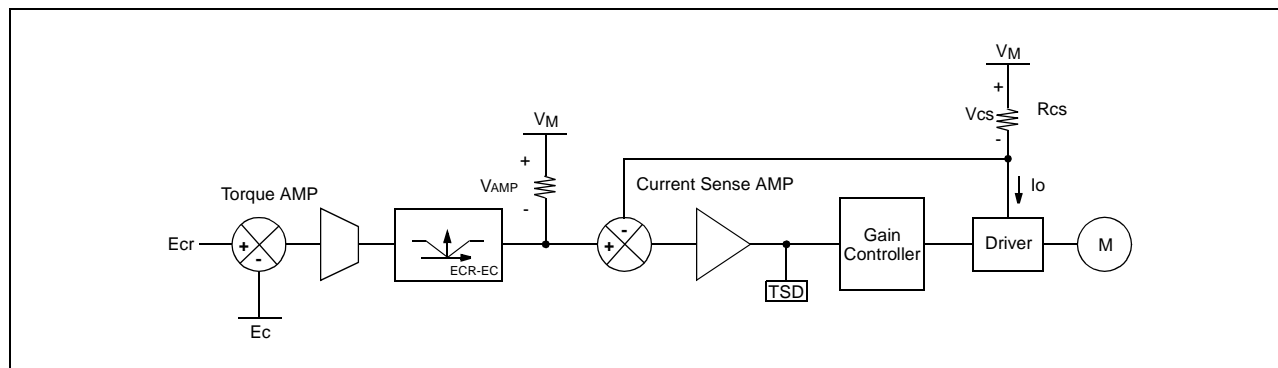 VM
+
Vcs
Rcs
-
VM
+
VAMP
-
Current Sense AMP
Io
Torque AMP
Ecr
+
-
ECR-EC
+
-
Gain
Controller
Driver
M
TSD
Ec